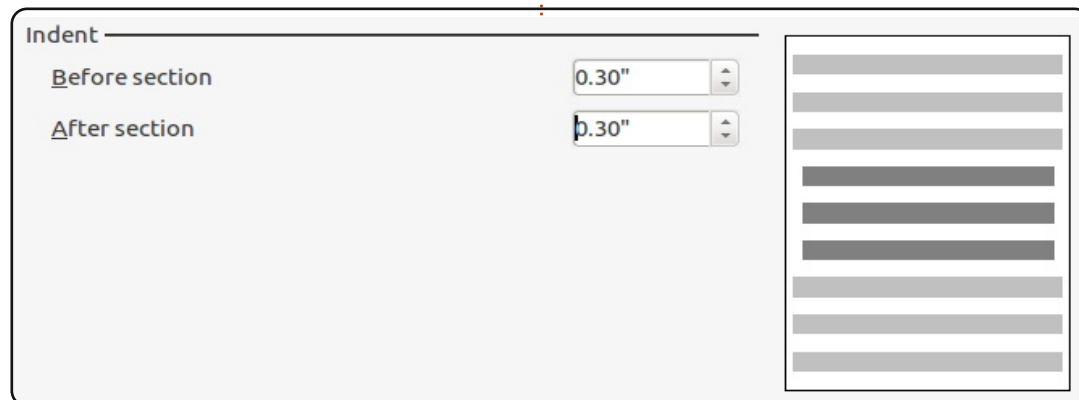 Indent
Before section 0.30"
After section 0.30"